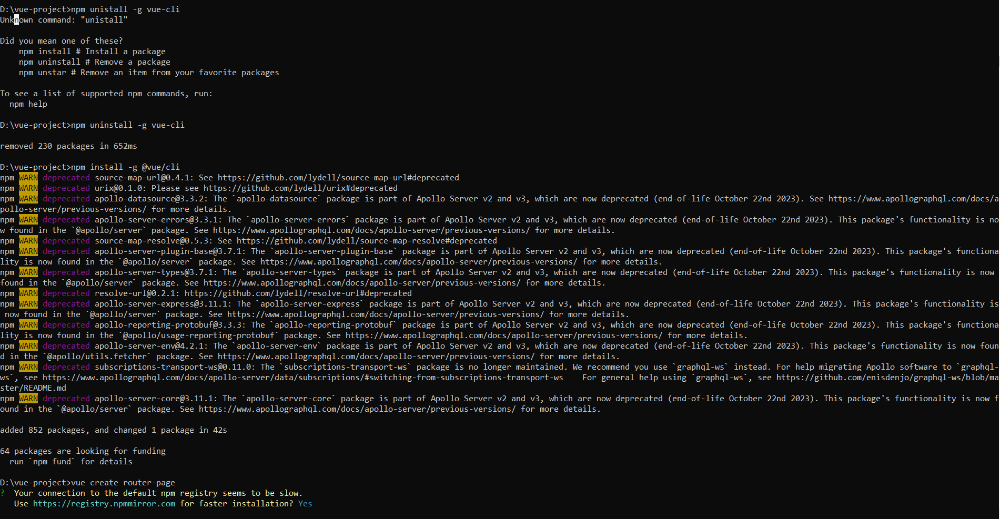 D:\vue-project>npm unistall -g vue-cli
Unknown command: "unistall"
Did you mean one of these?
    npm install # Install a package
    npm uninstall # Remove a package
    npm unstar # Remove an item from your favorite packages
To see a list of supported npm commands, run:
  npm help
D:\vue-project>npm uninstall -g vue-cli
removed 230 packages in 652ms
D:\vue-project>npm install -g @vue/cli
npm WARN deprecated source-map-url@0.4.1: See https://github.com/lydell/source-map-url#deprecated
npm WARN deprecated urix@0.1.0: Please see https://github.com/lydell/urix#deprecated
npm WARN deprecated apollo-datasource@3.3.2: The `apollo-datasource` package is part of Apollo Server v2 and v3, which are now deprecated (end-of-life October 22nd 2023). See https://www.apollographql.com/docs/a
pollo-server/previous-versions/ for more details.
npm WARN deprecated apollo-server-errors@3.3.1: The `apollo-server-errors` package is part of Apollo Server v2 and v3, which are now deprecated (end-of-life October 22nd 2023). This package's functionality is no
w found in the `@apollo/server` package. See https://www.apollographql.com/docs/apollo-server/previous-versions/ for more details.
npm WARN deprecated source-map-resolve@0.5.3: See https://github.com/lydell/source-map-resolve#deprecated
npm WARN deprecated apollo-server-plugin-base@3.7.1: The `apollo-server-plugin-base` package is part of Apollo Server v2 and v3, which are now deprecated (end-of-life October 22nd 2023). This package's functiona
lity is now found in the `@apollo/server` package. See https://www.apollographql.com/docs/apollo-server/previous-versions/ for more details.
npm WARN deprecated apollo-server-types@3.7.1: The `apollo-server-types` package is part of Apollo Server v2 and v3, which are now deprecated (end-of-life October 22nd 2023). This package's functionality is now
found in the `@apollo/server` package. See https://www.apollographql.com/docs/apollo-server/previous-versions/ for more details.
npm WARN deprecated resolve-url@0.2.1: https://github.com/lydell/resolve-url#deprecated
npm WARN deprecated apollo-server-express@3.11.1: The `apollo-server-express` package is part of Apollo Server v2 and v3, which are now deprecated (end-of-life October 22nd 2023). This package's functionality is
 now found in the `@apollo/server` package. See https://www.apollographql.com/docs/apollo-server/previous-versions/ for more details.
npm WARN deprecated apollo-reporting-protobuf@3.3.3: The `apollo-reporting-protobuf` package is part of Apollo Server v2 and v3, which are now deprecated (end-of-life October 22nd 2023). This package's functiona
lity is now found in the `@apollo/usage-reporting-protobuf` package. See https://www.apollographql.com/docs/apollo-server/previous-versions/ for more details.
npm WARN deprecated apollo-server-env@4.2.1: The `apollo-server-env` package is part of Apollo Server v2 and v3, which are now deprecated (end-of-life October 22nd 2023). This package's functionality is now foun
d in the `@apollo/utils.fetcher` package. See https://www.apollographql.com/docs/apollo-server/previous-versions/ for more details.
npm WARN deprecated subscriptions-transport-ws@0.11.0: The `subscriptions-transport-ws` package is no longer maintained. We recommend you use `graphql-ws` instead. For help migrating Apollo software to `graphql-
ws`, see https://www.apollographql.com/docs/apollo-server/data/subscriptions/#switching-from-subscriptions-transport-ws    For general help using `graphql-ws`, see https://github.com/enisdenjo/graphql-ws/blob/ma
ster/README.md
npm WARN deprecated apollo-server-core@3.11.1: The `apollo-server-core` package is part of Apollo Server v2 and v3, which are now deprecated (end-of-life October 22nd 2023). This package's functionality is now f
ound in the `@apollo/server` package. See https://www.apollographql.com/docs/apollo-server/previous-versions/ for more details.
added 852 packages, and changed 1 package in 42s
64 packages are looking for funding
  run `npm fund` for details
D:\vue-project>vue create router-page
?  Your connection to the default npm registry seems to be slow.
   Use https://registry.npmmirror.com for faster installation? Yes